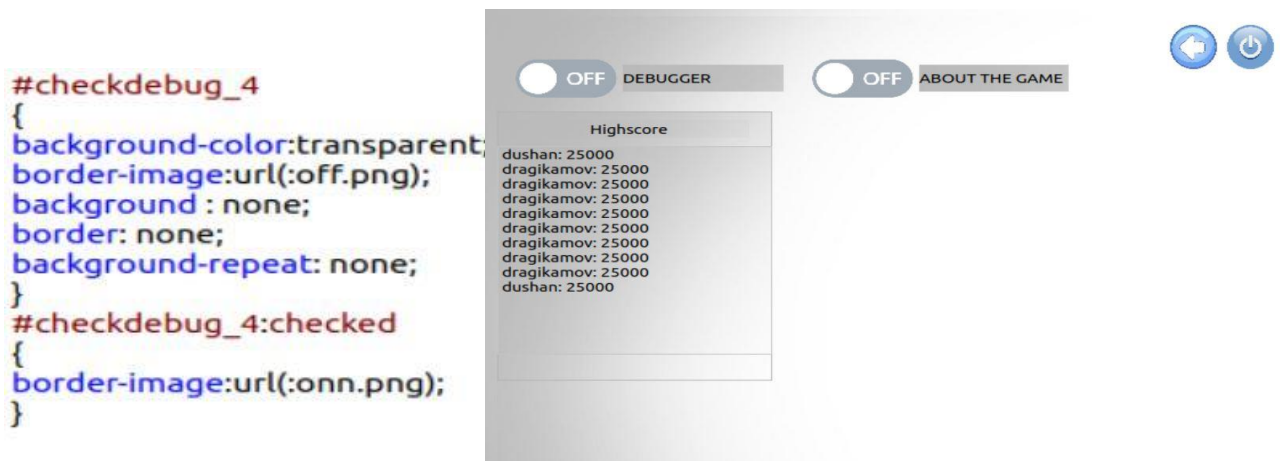 #checkdebug_4
{
background-color:transparent;
border-image:url(:off.png);
background : none;
border: none;
background-repeat: none;
}
#checkdebug_4:checked
{
border-image:url(:onn.png);
}
OFF DEBUGGER
OFF ABOUT THE GAME
Highscore
dushan: 25000
dragikamov: 25000
dragikamov: 25000
dragikamov: 25000
dragikamov: 25000
dragikamov: 25000
dragikamov: 25000
dragikamov: 25000
dragikamov: 25000
dushan: 25000